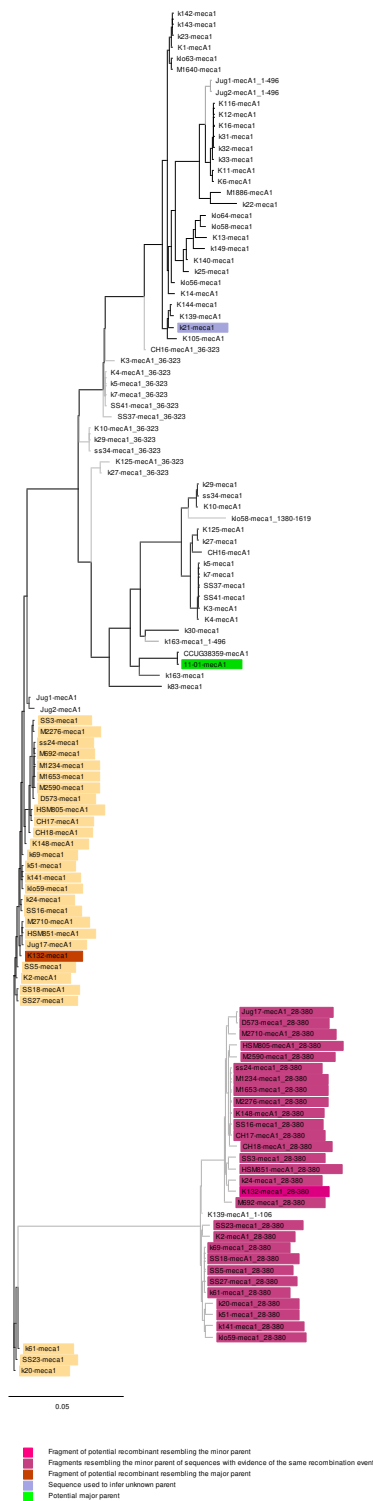 k142-meca1
k143-meca1
k23-meca1
K1-mecA1
klo63-meca1
M1640-meca1
Jug1-mecA1_1-496
Jug2-mecA1_1-496
K116-mecA1
K12-mecA1
K16-mecA1
k31-meca1
k32-meca1
k33-meca1
K11-mecA1
K6-mecA1
M1886-mecA1
k22-meca1
klo64-meca1
klo58-meca1
K13-mecA1
k149-meca1
K140-meca1
k25-meca1
klo56-meca1
K14-mecA1
K144-mecA1
K139-mecA1
k21-meca1
K105-mecA1
CH16-mecA1_36-323
K3-mecA1_36-323
K4-mecA1_36-323
k5-mecA1_36-323
k7-meca1_36-323
SS41-meca1_36-323
SS37-meca1_36-323
K10-mecA1_36-323
k29-meca1_36-323
ss34-meca1_36-323
K125-mecA1_36-323
k27-mecA1_36-323
k29-meca1
ss34-meca1
K10-mecA1
klo58-meca1_1380-1619
K125-mecA1
k27-meca1
CH16-mecA1
k5-meca1
k7-meca1
SS37-meca1
SS41-meca1
K3-mecA1
K4-mecA1
k30-meca1
k163-meca1_1-496
CCUG38359-mecA1
11-01-mecA1
k163-meca1
k83-meca1
Jug1-mecA1
Jug2-mecA1
SS3-meca1
M2276-meca1
ss24-meca1
M692-meca1
M1234-meca1
M1653-meca1
M2590-meca1
D573-meca1
HSM805-mecA1
CH17-mecA1
CH18-mecA1
K148-mecA1
k69-meca1
k51-meca1
k141-meca1
klo59-meca1
k24-meca1
SS16-meca1
M2710-mecA1
HSM851-mecA1
Jug17-mecA1
K132-meca1
SS5-meca1
K2-mecA1
SS18-mecA1
SS27-meca1
Jug17-mecA1_28-380
D573-meca1_28-380
M2710-mecA1_28-380
HSM805-mecA1_28-380
M2590-meca1_28-380
ss24-meca1_28-380
M1234-meca1_28-380
M1653-meca1_28-380
M2276-meca1_28-380
K148-mecA1_28-380
SS16-meca1_28-380
CH17-mecA1_28-380
CH18-mecA1_28-380
SS3-meca1_28-380
HSM851-mecA1_28-380
k24-meca1_28-380
K132-meca1_28-380
M692-meca1_28-380
K139-mecA1_1-106
SS23-meca1_28-380
K2-mecA1_28-380
k69-meca1_28-380
SS18-mecA1_28-380
SS5-meca1_28-380
SS27-meca1_28-380
k61-meca1_28-380
k20-meca1_28-380
k51-meca1_28-380
k141-meca1_28-380
klo59-meca1_28-380
k61-meca1
SS23-meca1
k20-meca1
0.05
Fragment of potential recombinant resembling the minor parent
Fragments resembling the minor parent of sequences with evidence of the same recombination event
Fragment of potential recombinant resembling the major parent
Sequence used to infer unknown parent
Potential major parent